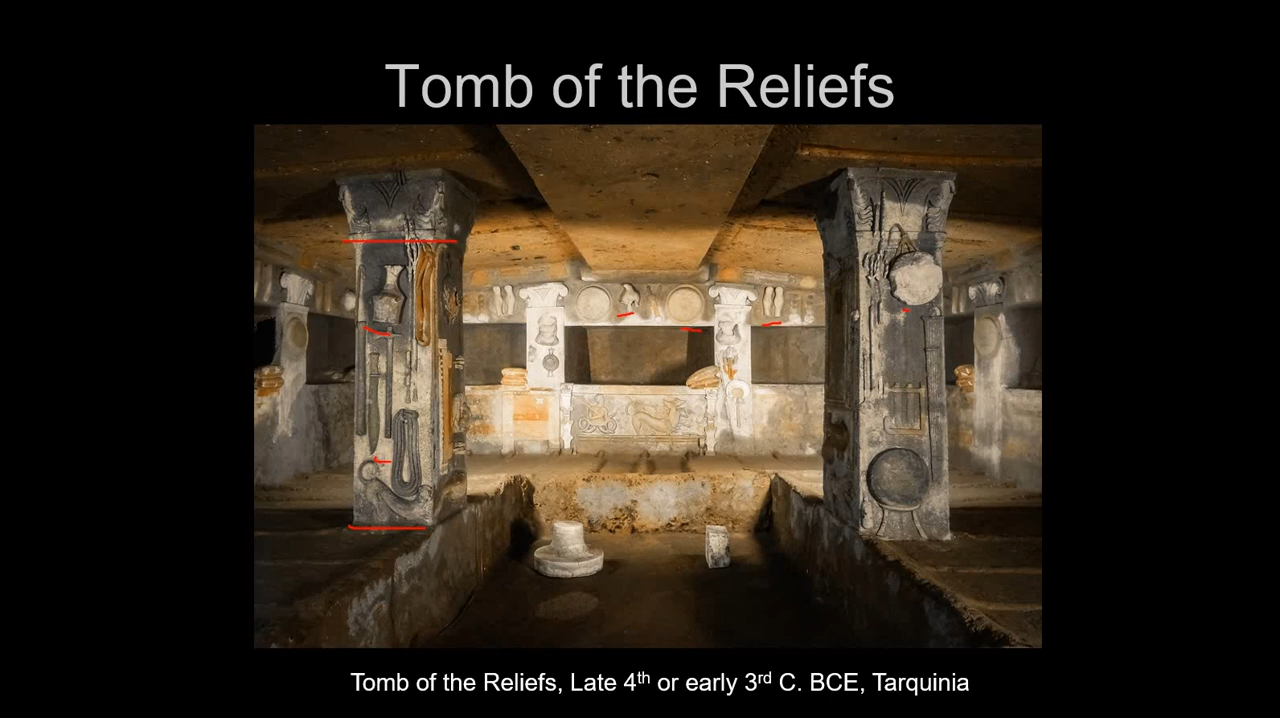 Tomb of the Reliefs
Tomb of the Reliefs, Late 4th or early 3rd C. BCE, Tarquinia